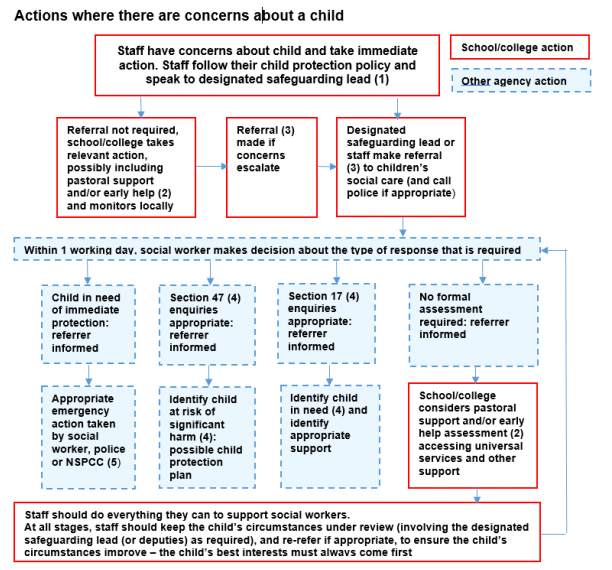 Actions where there are concerns about a child
Staff have concerns about child and take immediate
action. Staff follow their child protection policy and
speak to designated safeguarding lead (1)
School/college action
Other agency action
Referral not required,
school/college takes
relevant action,
possibly including
pastoral support
and/or early help (2)
and monitors locally
Referral (3)
made if
concerns
escalate
Designated
safeguarding lead or
staff make referral
(3) to children's
social care (and call
police if appropriate)
Within 1 working day, social worker makes decision about the type of response that is required
Child in need
of immediate
protection:
referrer
informed
Section 47 (4)
enquiries
appropriate:
referrer
informed
Section 17 (4)
enquiries
appropriate:
referrer
informed
No formal
assessment
required: referrer
informed
Appropriate
emergency
action taken
by social
worker, police
or NSPCC (5)
Identify child
at risk of
significant
harm (4):
possible child
protection
plan
Identify child
in need (4) and
identify
appropriate
support
School/college
considers pastoral
support and/or early
help assessment (2)
accessing universal
services and other
support
Staff should do everything they can to support social workers.
At all stages, staff should keep the child's circumstances under review (involving the designated
safeguarding lead (or deputies) as required), and re-refer if appropriate, to ensure the child's
circumstances improve – the child's best interests must always come first